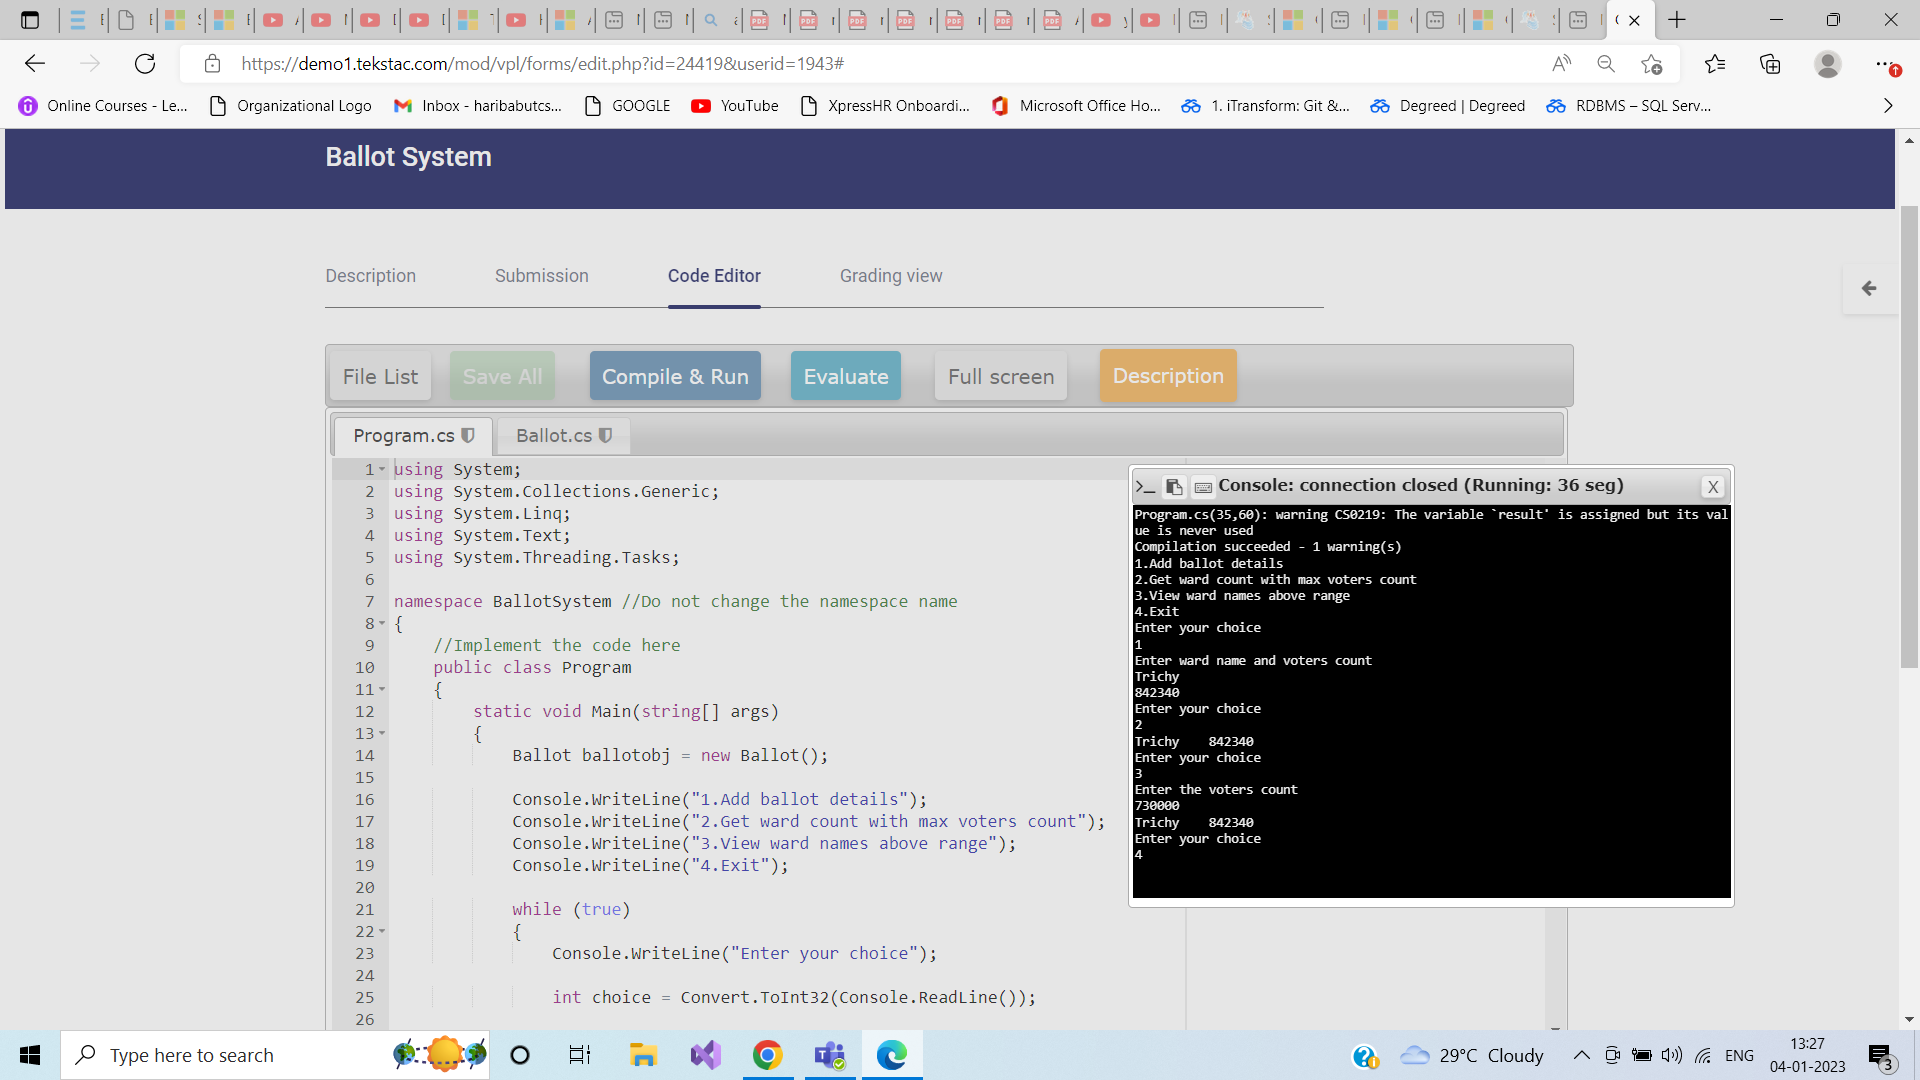 https://demo1.tekstac.com/mod/vpl/forms/edit.php?id=24419&userid=1943#
Online Courses - Le...
Organizational Logo
Inbox - haribabutcs...
GOOGLE
YouTube
XpressHR Onboardi...
Microsoft Office Ho...
1. iTransform: Git &...
Degreed | Degreed
RDBMS – SQL Serv...
Ballot System
Description
Submission
Code Editor
Grading view
File List
Save All
Compile & Run
Evaluate
Full screen
Description
Program.cs
Ballot.cs
1 using System;
2 using System.Collections.Generic;
3 using System.Linq;
4 using System.Text;
5 using System.Threading.Tasks;
6
7 namespace BallotSystem //Do not change the namespace name
8 {
9 //Implement the code here
10 public class Program
11 {
12 static void Main(string[] args)
13 {
14 Ballot ballotobj = new Ballot();
15
16 Console.WriteLine("1.Add ballot details");
17 Console.WriteLine("2.Get ward count with max voters count");
18 Console.WriteLine("3.View ward names above range");
19 Console.WriteLine("4.Exit");
20
21 while (true)
22 {
23 Console.WriteLine("Enter your choice");
24
25 int choice = Convert.ToInt32(Console.ReadLine());
26
Console: connection closed (Running: 36 seg)
X
Program.cs(35,60): warning CS0219: The variable `result' is assigned but its val
ue is never used
Compilation succeeded - 1 warning(s)
1.Add ballot details
2.Get ward count with max voters count
3.View ward names above range
4.Exit
Enter your choice
1
Enter ward name and voters count
Trichy
842340
Enter your choice
2
Trichy 842340
Enter your choice
3
Enter the voters count
730000
Trichy 842340
Enter your choice
4
Type here to search
29°C Cloudy
ENG
13:27
04-01-2023
3